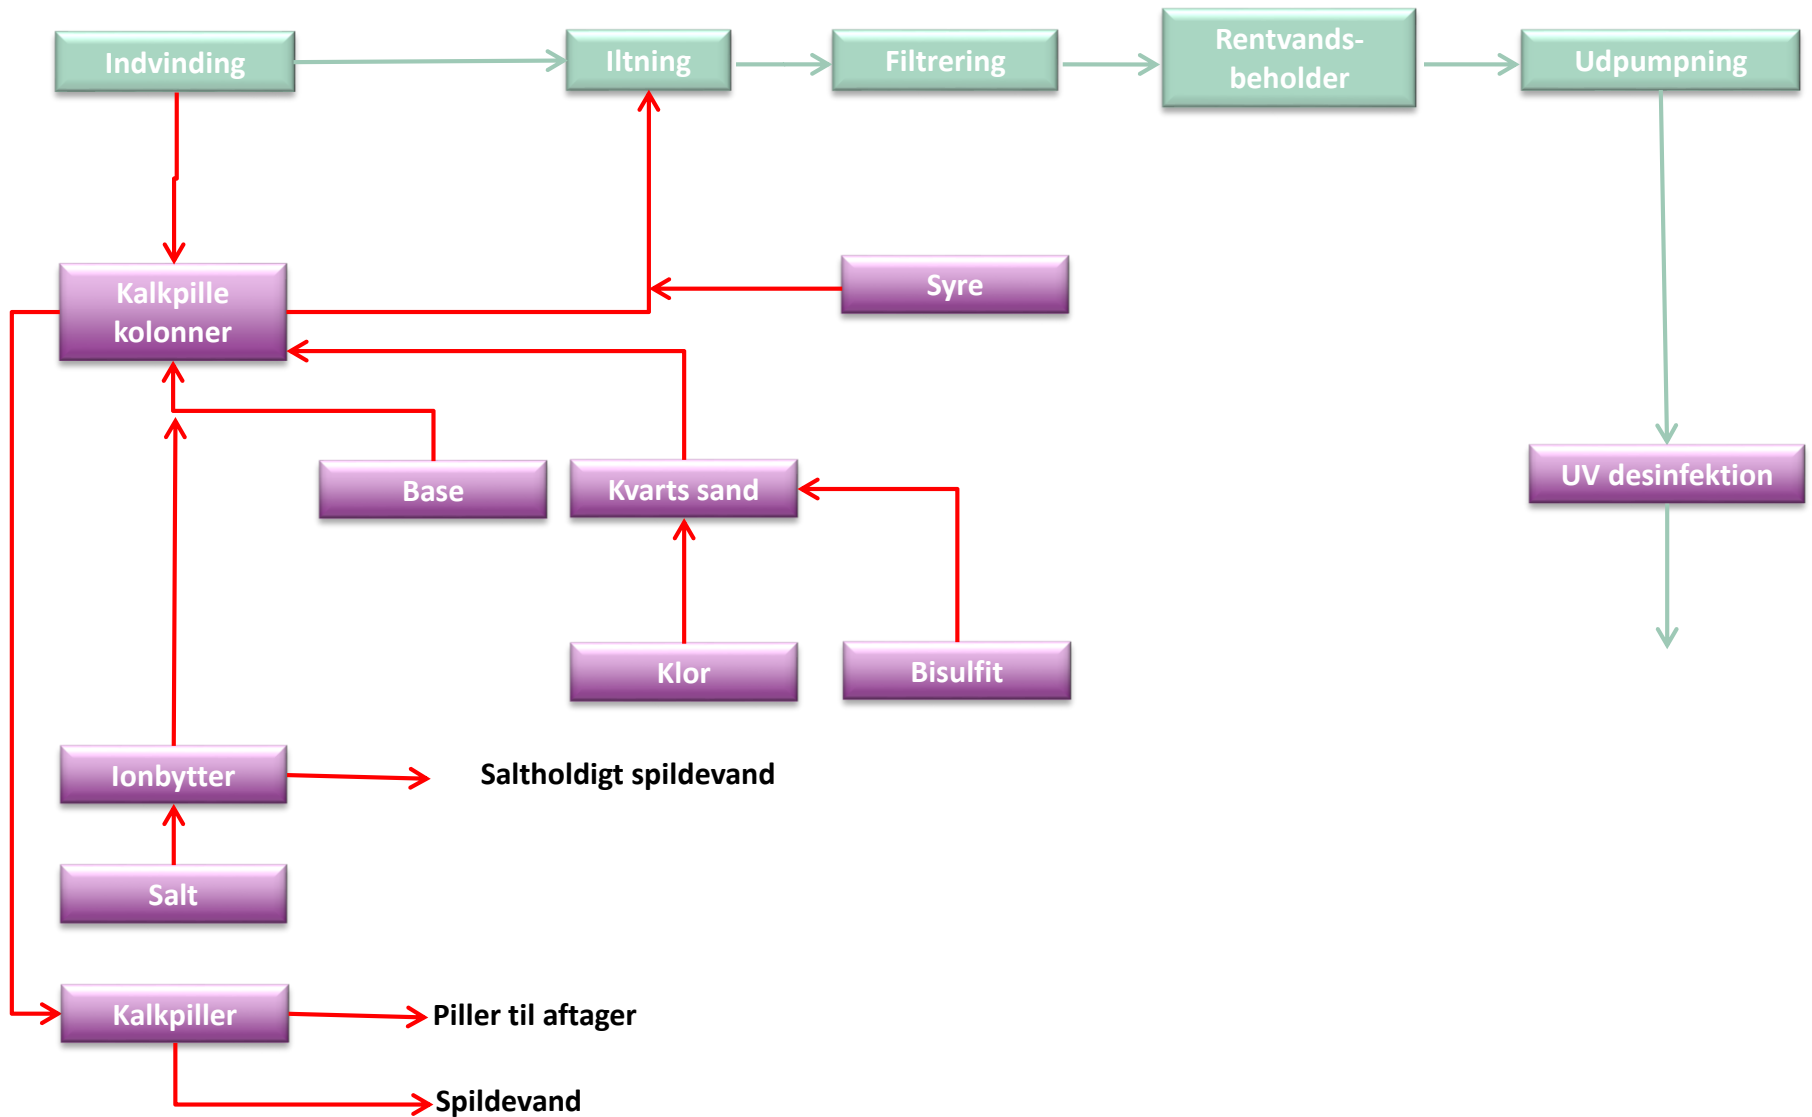 Indvinding
Iltning
Filtrering
Rentvands-
beholder
Udpumpning
Kalkpille
kolonner
Syre
Base
Kvarts sand
UV desinfektion
Klor
Bisulfit
Ionbytter
Saltholdigt spildevand
Salt
Kalkpiller
Piller til aftager
Spildevand